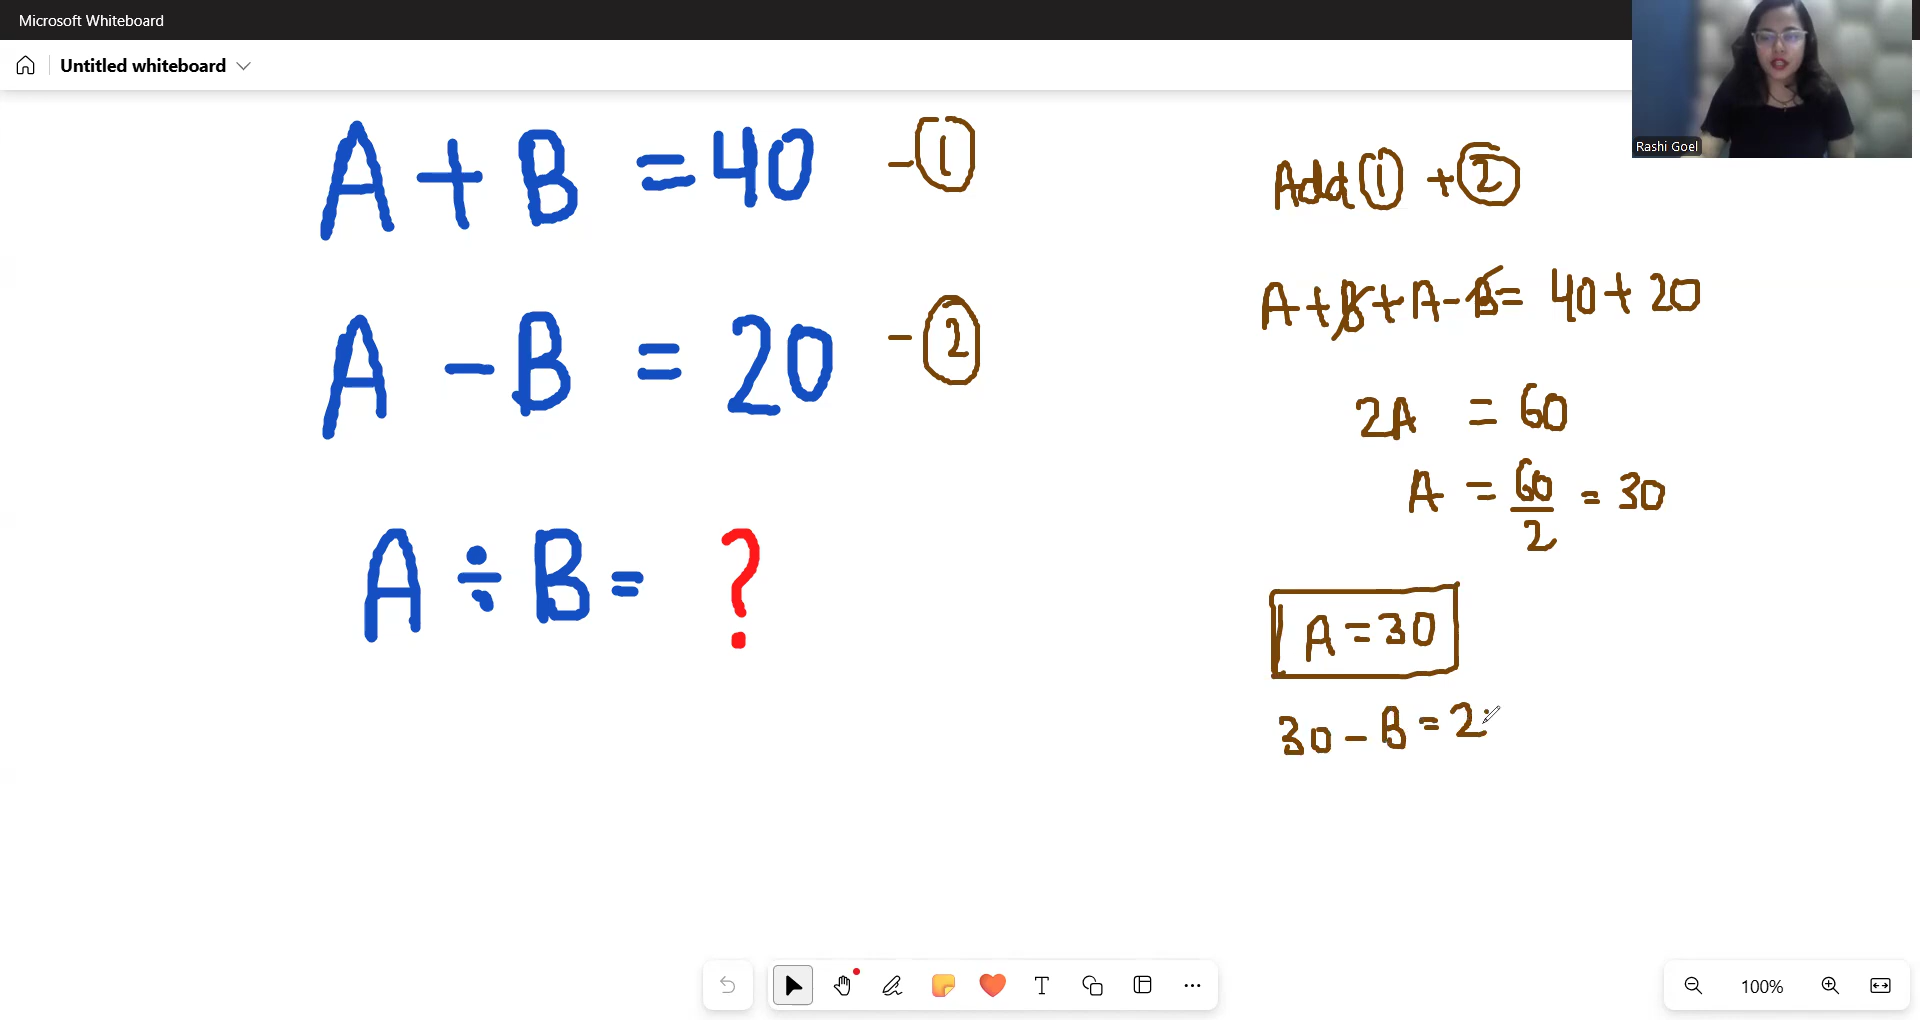 Microsoft Whiteboard
Untitled whiteboard
Rashi Goel
A + B = 40 - ①
A - B = 20 - ②
A ÷ B = ?
Add ① + ②
A + B + A - B = 40 + 20
2A = 60
A = 60/2 = 30
A = 30
30 - B = 2
100%